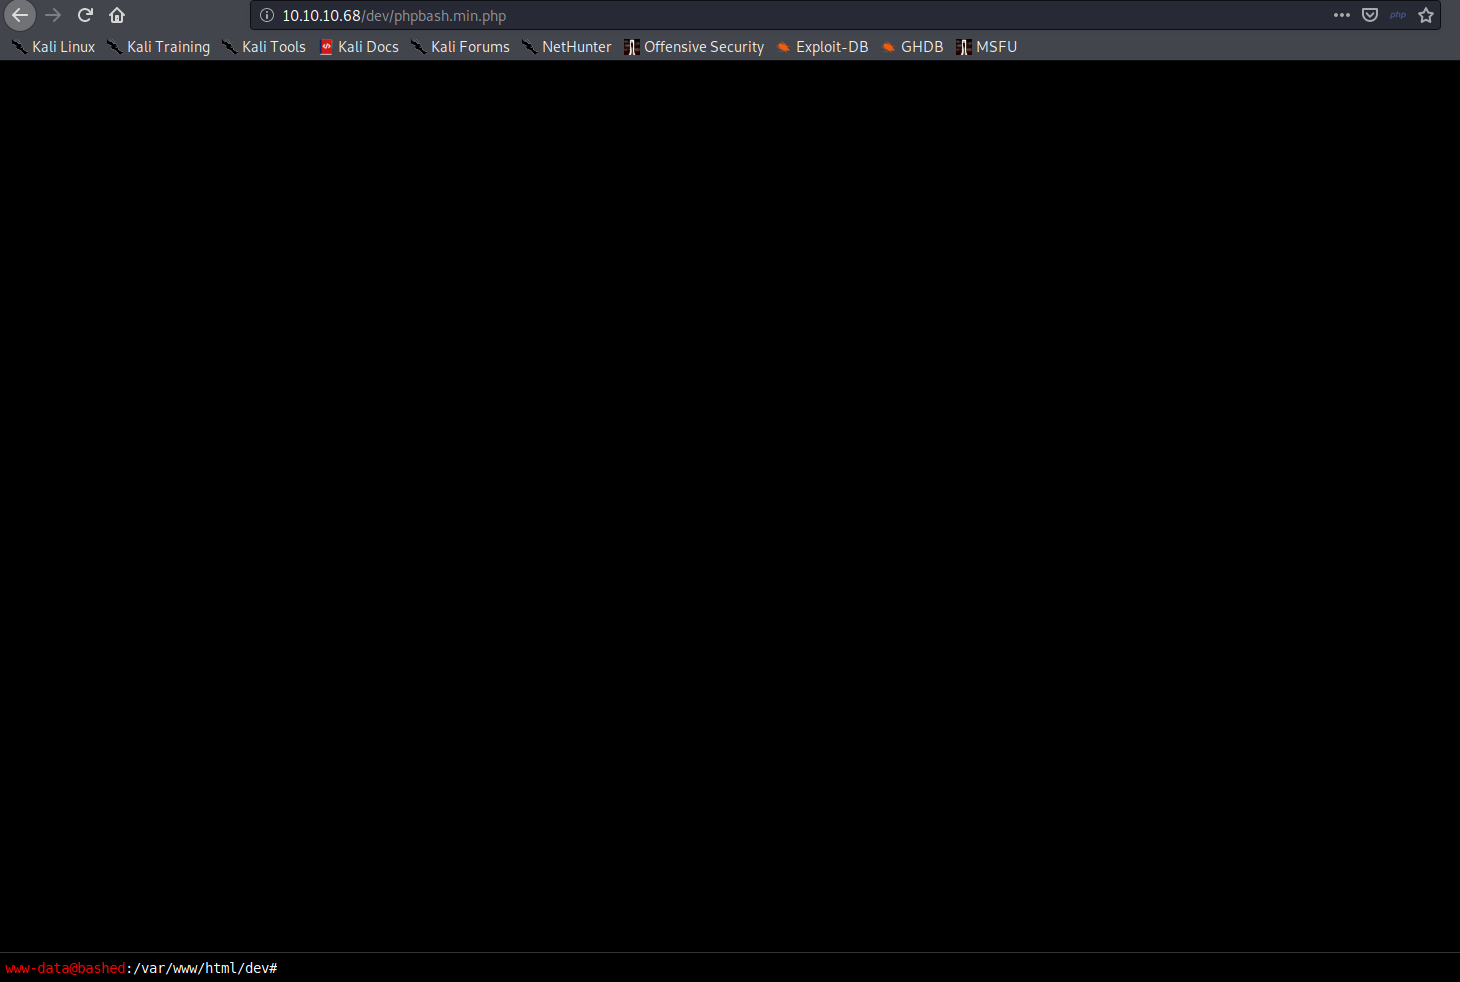 10.10.10.68/dev/phpbash.min.php php
Kali Linux Kali Training Kali Tools Kali Docs Kali Forums NetHunter Offensive Security Exploit-DB GHDB MSFU
www-data@bashed:/var/www/html/dev#